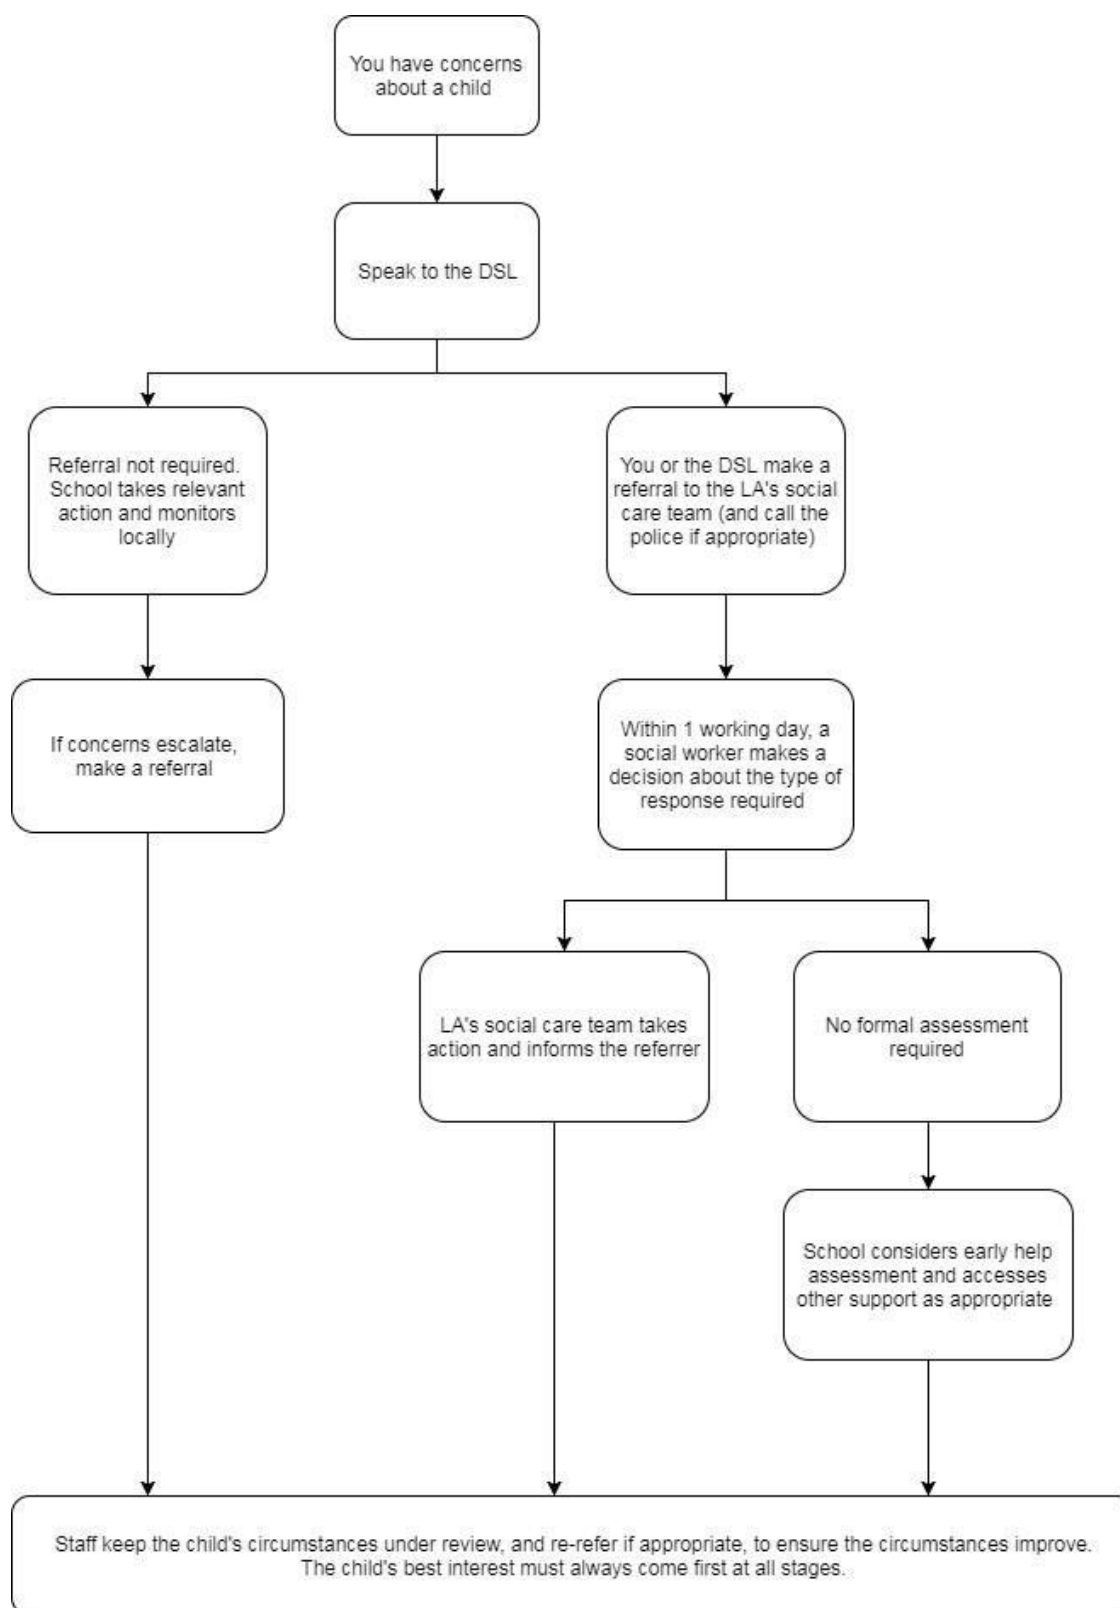 You have concerns
about a child
Speak to the DSL
Referral not required.
School takes relevant
action and monitors
locally
You or the DSL make a
referral to the LA's social
care team (and call the
police if appropriate)
If concerns escalate,
make a referral
Within 1 working day, a
social worker makes a
decision about the type of
response required
LA's social care team takes
action and informs the referrer
No formal assessment
required
School considers early help
assessment and accesses
other support as appropriate
Staff keep the child's circumstances under review, and re-refer if appropriate, to ensure the circumstances improve.
The child's best interest must always come first at all stages.